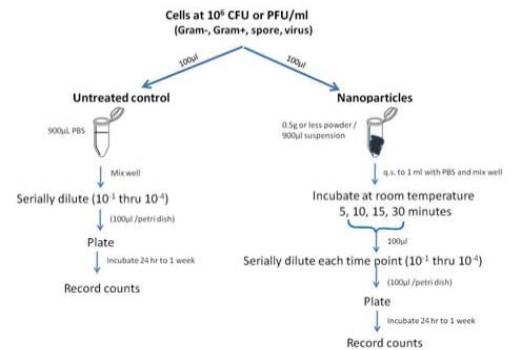 Cells at 10⁶ CFU or PFU/ml
(Gram-, Gram+, spore, virus)
100µl
100µl
Untreated control
900µL PBS
Mix well
Serially dilute (10⁻¹ thru 10⁻⁴)
(100µl /petri dish)
Plate
Incubate 24 hr to 1 week
Record counts
Nanoparticles
0.5g or less powder/
900µl suspension
q.s. to 1 ml with PBS and mix well
Incubate at room temperature
5, 10, 15, 30 minutes
100µl
Serially dilute each time point (10⁻¹ thru 10⁻⁴)
(100µl /petri dish)
Plate
Incubate 24 hr to 1 week
Record counts